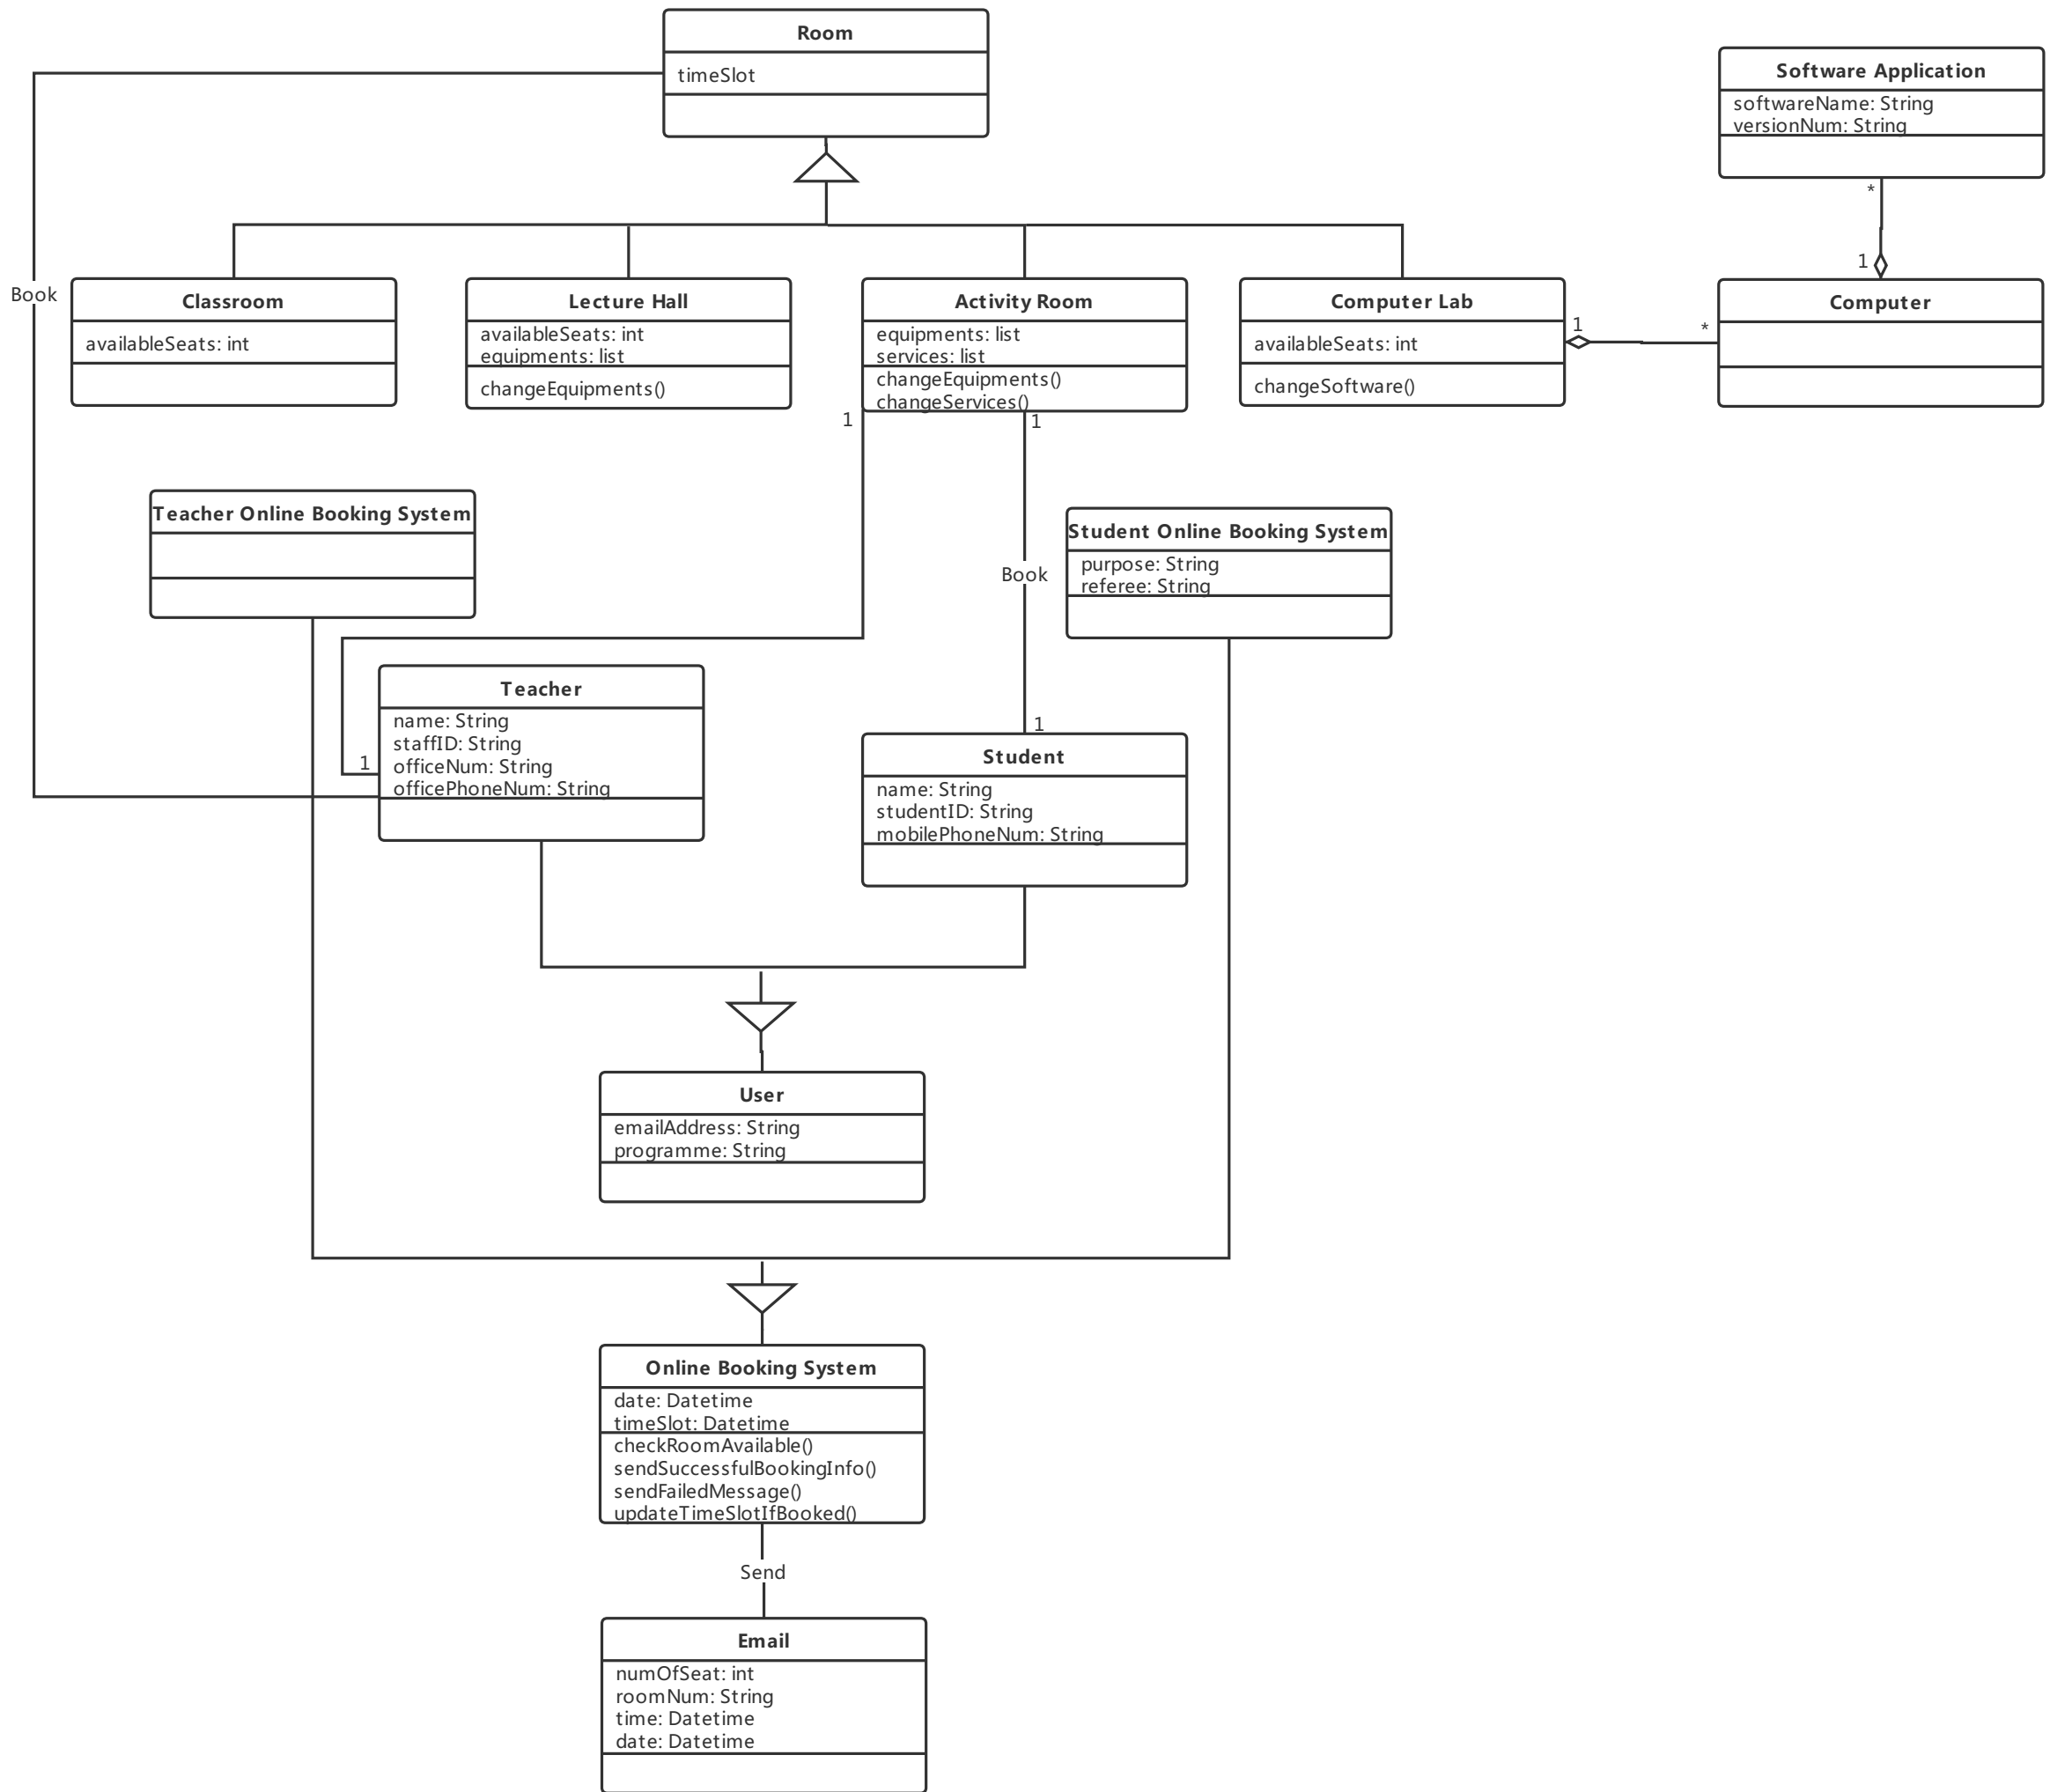 Room
timeSlot
Software Application
softwareName: String
versionNum: String
*
1
Book
Classroom
availableSeats: int
Lecture Hall
availableSeats: int
equipments: list
changeEquipments()
Activity Room
equipments: list
services: list
changeEquipments()
changeServices()
Computer Lab
availableSeats: int
changeSoftware()
1
*
Computer
1
1
Teacher Online Booking System
Student Online Booking System
purpose: String
referee: String
Book
Teacher
name: String
staffID: String
officeNum: String
officePhoneNum: String
1
1
Student
name: String
studentID: String
mobilePhoneNum: String
User
emailAddress: String
programme: String
Online Booking System
date: Datetime
timeSlot: Datetime
checkRoomAvailable()
sendSuccessfulBookingInfo()
sendFailedMessage()
updateTimeSlotIfBooked()
Send
Email
numOfSeat: int
roomNum: String
time: Datetime
date: Datetime